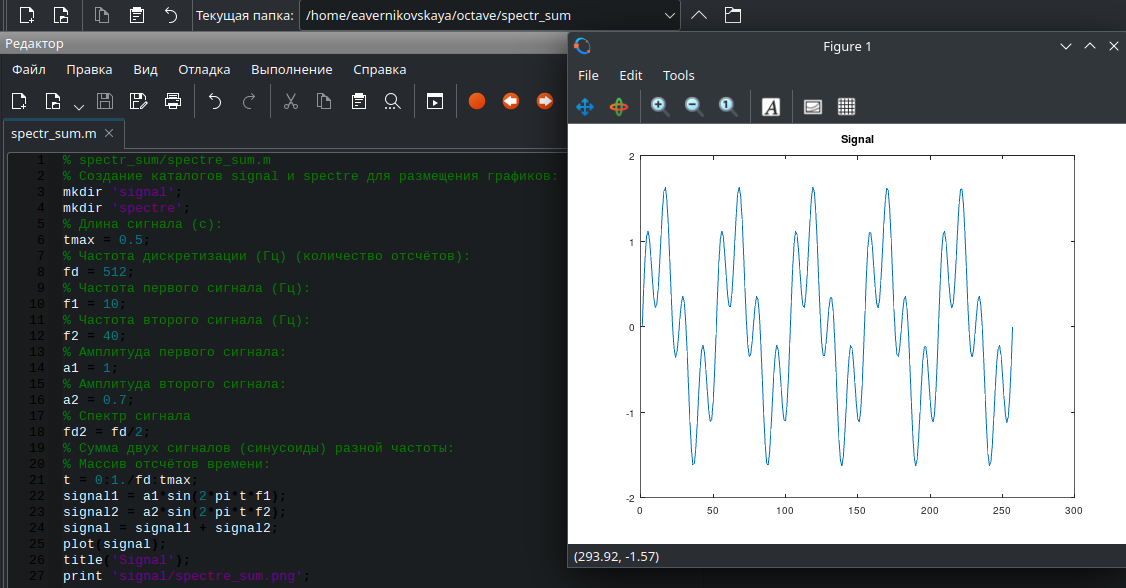 Текущая папка: /home/eavernikovskaya/octave/spectr_sum
Редактор
Файл Правка Вид Отладка Выполнение Справка
spectr_sum.m
1 % spectr_sum/spectre_sum.m
2 % Создание каталогов signal и spectre для размещения графиков:
3 mkdir 'signal';
4 mkdir 'spectre';
5 % Длина сигнала (с):
6 tmax = 0.5;
7 % Частота дискретизации (Гц) (количество отсчётов):
8 fd = 512;
9 % Частота первого сигнала (Гц):
10 f1 = 10;
11 % Частота второго сигнала (Гц):
12 f2 = 40;
13 % Амплитуда первого сигнала:
14 a1 = 1;
15 % Амплитуда второго сигнала:
16 a2 = 0.7;
17 % Спектр сигнала
18 fd2 = fd/2;
19 % Сумма двух сигналов (синусоиды) разной частоты:
20 % Массив отсчётов времени:
21 t = 0:1./fd:tmax;
22 signal1 = a1*sin(2*pi*t*f1);
23 signal2 = a2*sin(2*pi*t*f2);
24 signal = signal1 + signal2;
25 plot(signal);
26 title('Signal');
27 print 'signal/spectre_sum.png';
Figure 1
File Edit Tools
A
Signal
2
1
0
-1
-2
0 50 100 150 200 250 300
(293.92, -1.57)